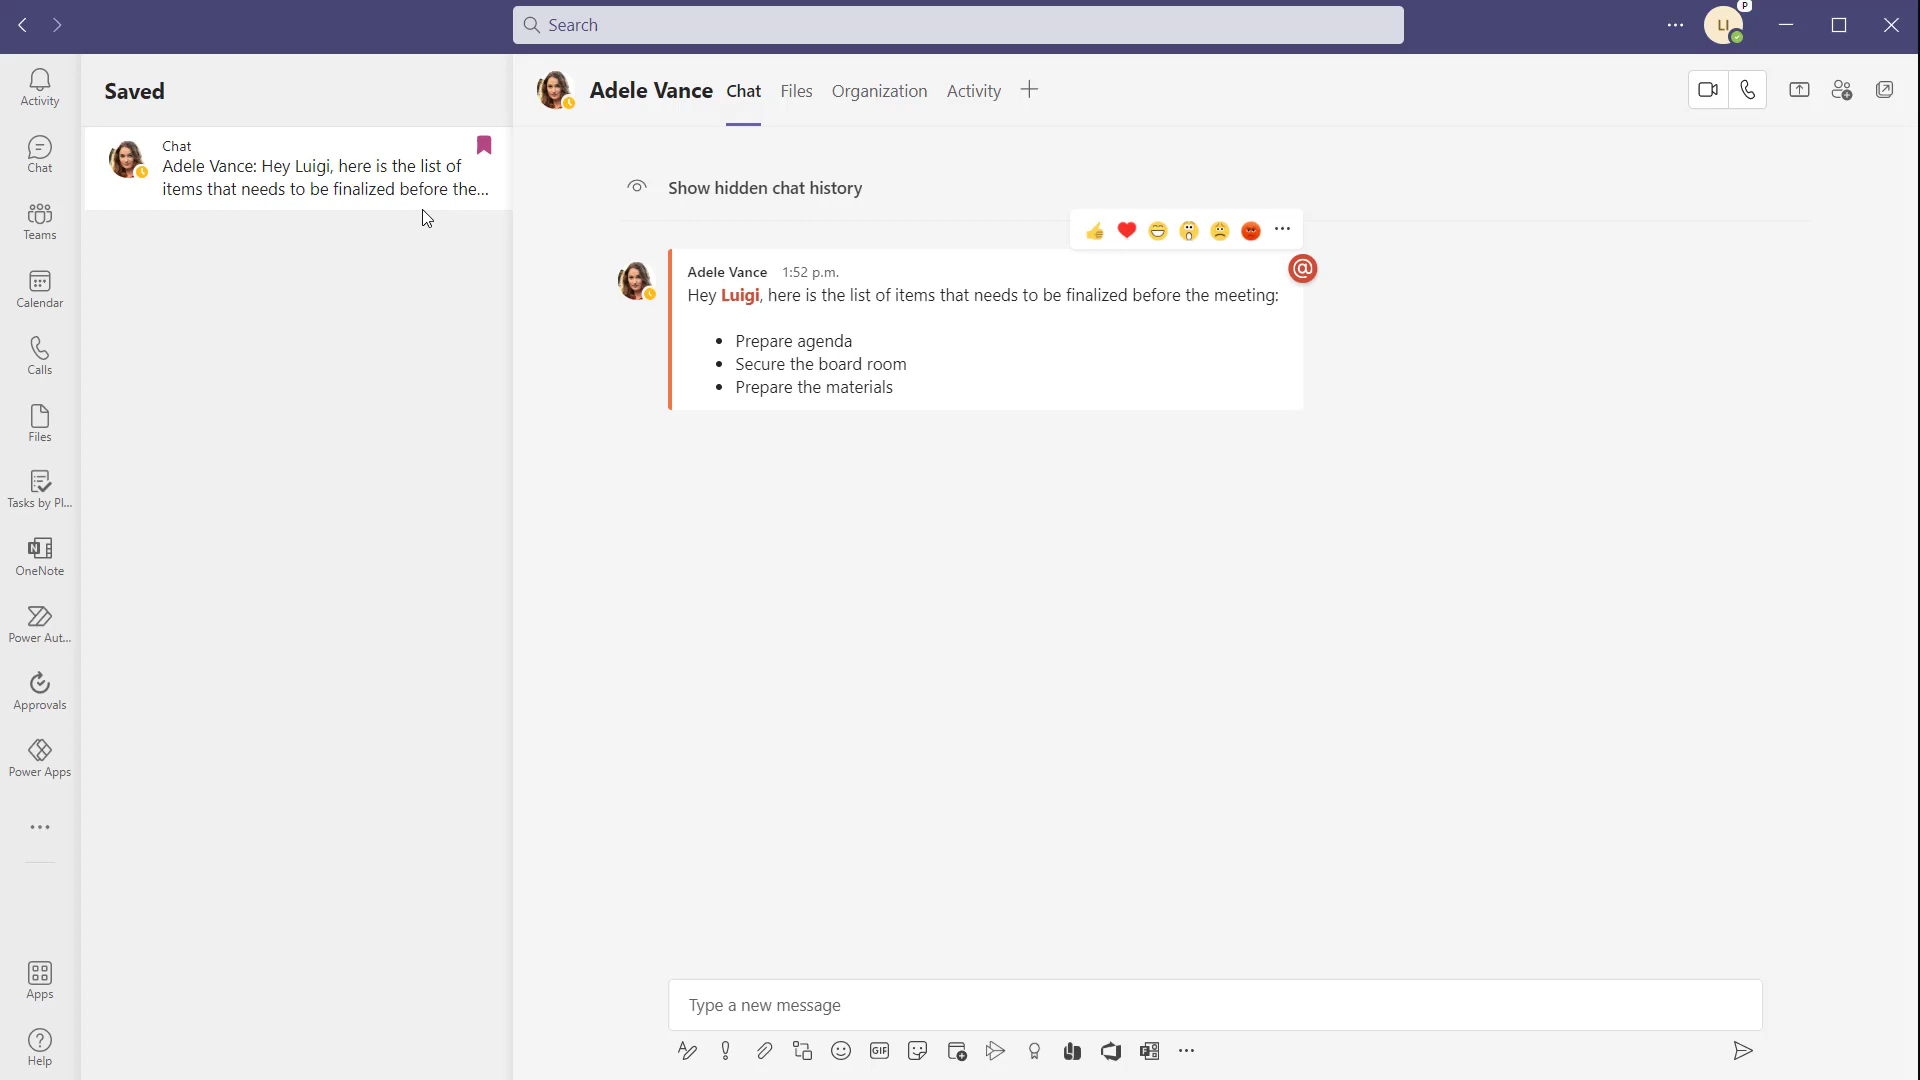 Search
P
LI
Activity
Chat
Teams
Calendar
Calls
Files
Tasks by Pl...
OneNote
Power Aut...
Approvals
Power Apps
Apps
Help
Saved
Chat
Adele Vance: Hey Luigi, here is the list of
items that needs to be finalized before the...
Adele Vance Chat Files Organization Activity
Show hidden chat history
Adele Vance 1:52 p.m.
@
Hey Luigi, here is the list of items that needs to be finalized before the meeting:
• Prepare agenda
• Secure the board room
• Prepare the materials
Type a new message
GIF